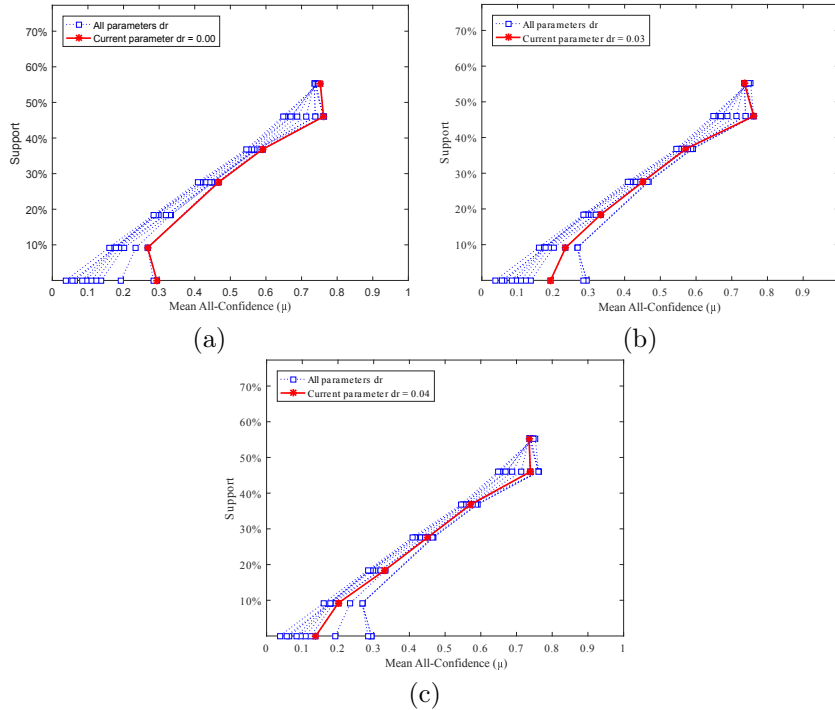 All parameters dr
Current parameter dr = 0.00
70%
60%
50%
40%
30%
20%
10%
Support
0 0.1 0.2 0.3 0.4 0.5 0.6 0.7 0.8 0.9 1
Mean All-Confidence (μ)
(a)
All parameters dr
Current parameter dr = 0.03
70%
60%
50%
40%
30%
20%
10%
Support
0 0.1 0.2 0.3 0.4 0.5 0.6 0.7 0.8 0.9
Mean All-Confidence (μ)
(b)
All parameters dr
Current parameter dr = 0.04
70%
60%
50%
40%
30%
20%
10%
Support
0 0.1 0.2 0.3 0.4 0.5 0.6 0.7 0.8 0.9 1
Mean All-Confidence (μ)
(c)